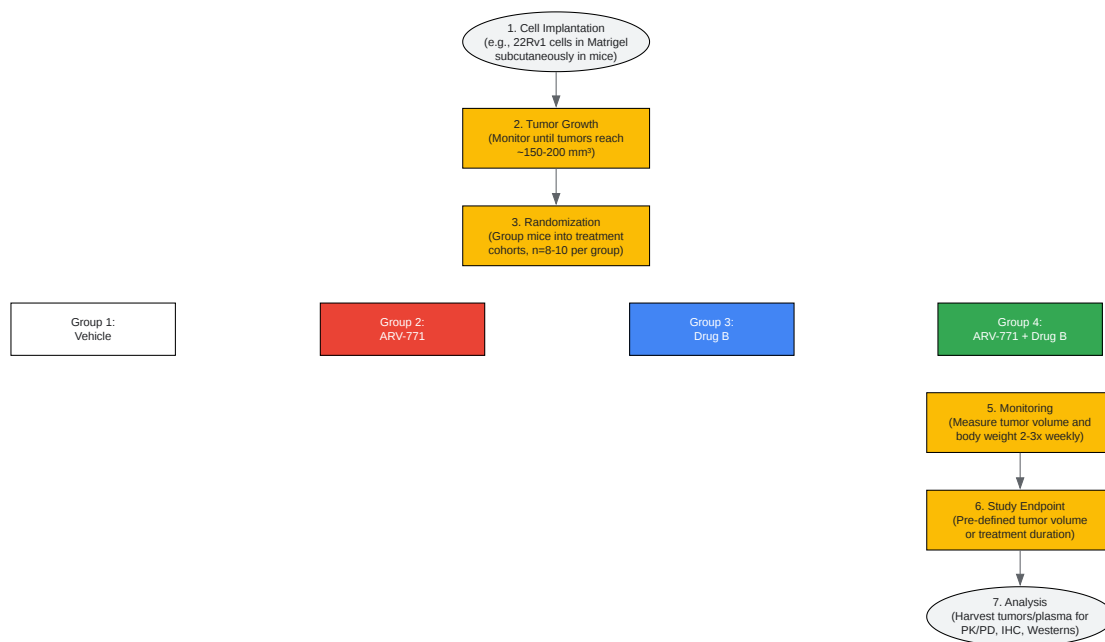 1. Cell Implantation
(e.g., 22Rv1 cells in Matrigel
subcutaneously in mice)
2. Tumor Growth
(Monitor until tumors reach
~150-200 mm³)
3. Randomization
(Group mice into treatment
cohorts, n=8-10 per group)
Group 1:
Vehicle
Group 2:
ARV-771
Group 3:
Drug B
Group 4:
ARV-771 + Drug B
5. Monitoring
(Measure tumor volume and
body weight 2-3x weekly)
6. Study Endpoint
(Pre-defined tumor volume
or treatment duration)
7. Analysis
(Harvest tumors/plasma for
PK/PD, IHC, Westerns)